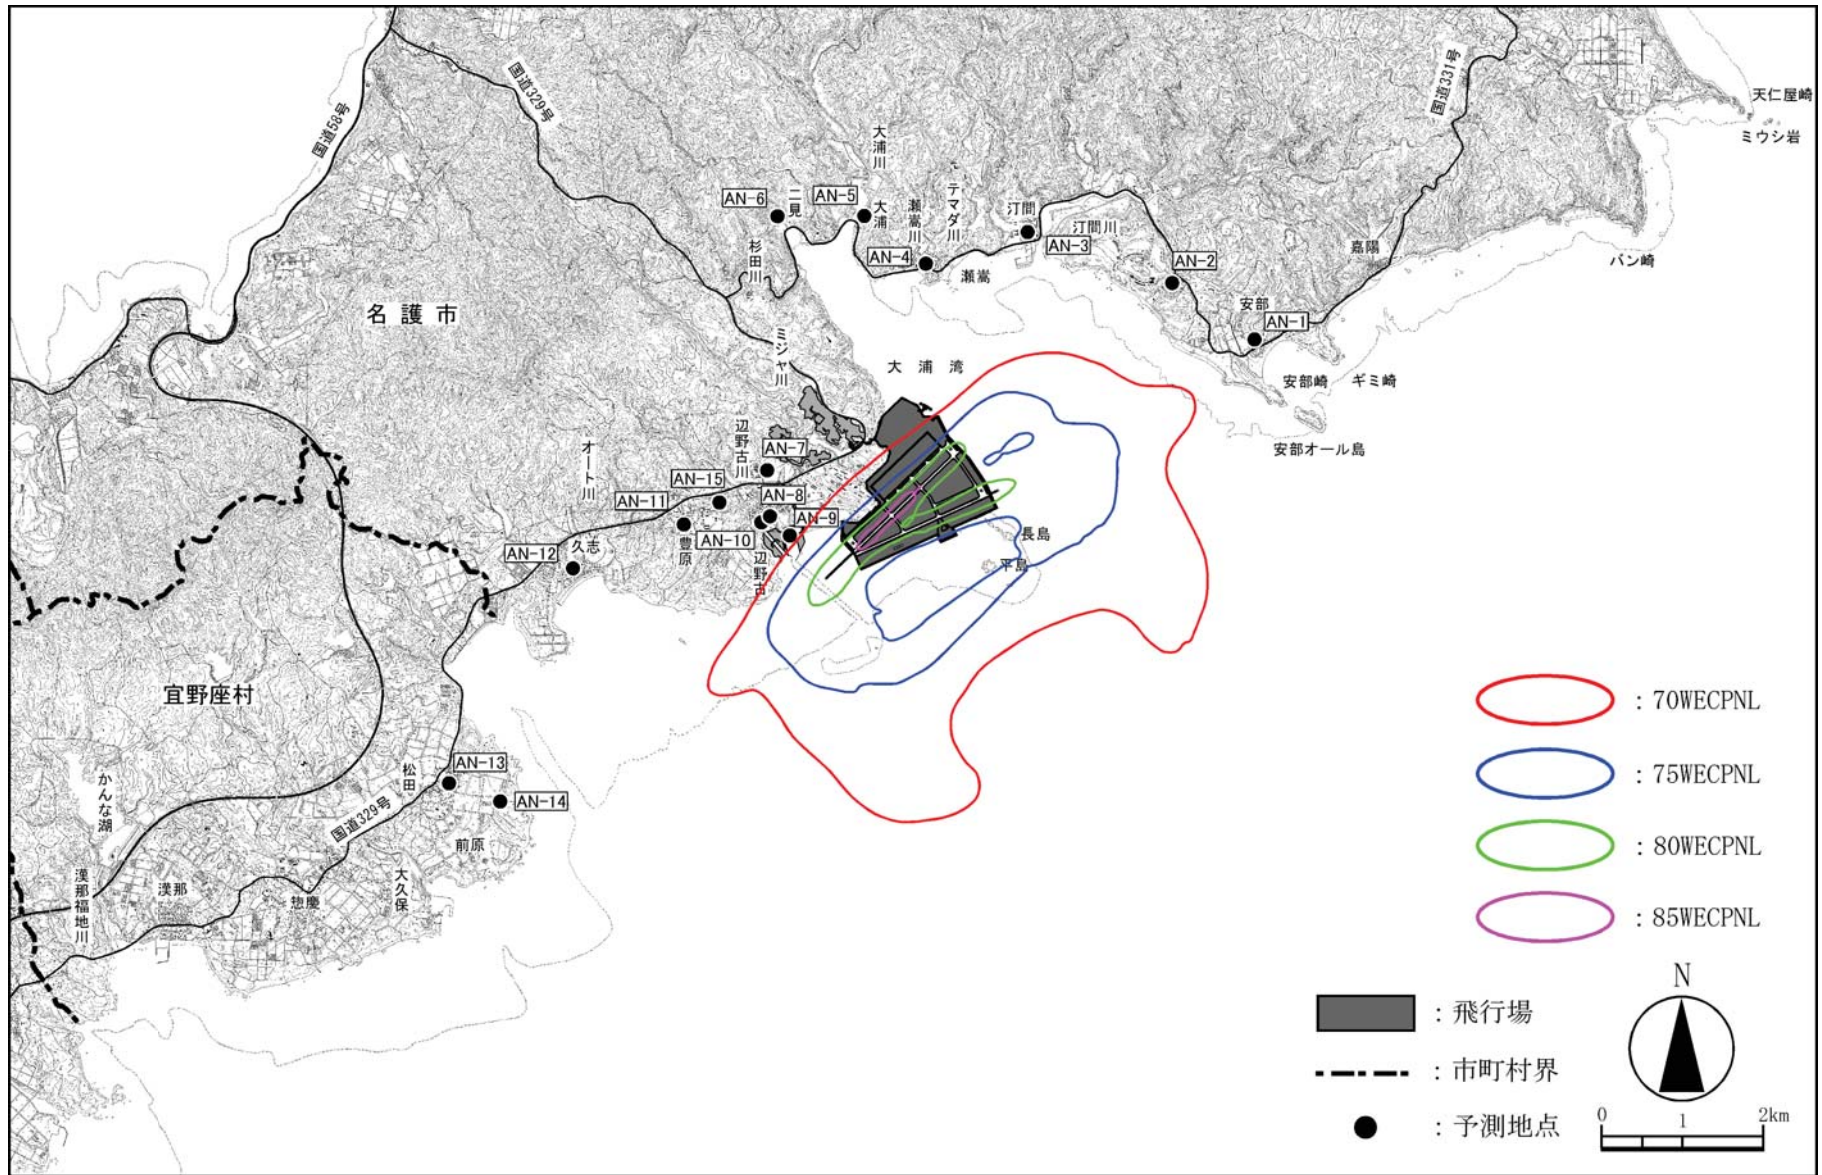 国道58号
国道329号
国道331号
天仁屋崎
ミウシ岩
バン崎
嘉陽
大浦川
テマダ川
瀬嵩川
汀間
汀間川
AN-6
二見
AN-5
大浦
AN-4
瀬嵩
AN-3
AN-2
安部
AN-1
杉田川
名護市
ミジャ川
大浦湾
安部崎
ギミ崎
安部オール島
辺野古川
AN-7
オート川
AN-15
AN-11
AN-8
AN-9
AN-10
AN-12
久志
豊原
辺野古
長島
平島
宜野座村
かんな湖
松田
AN-13
AN-14
国道329号
前原
漢那福地川
漢那
惣慶
大久保
:70WECPNL
:75WECPNL
:80WECPNL
:85WECPNL
:飛行場
:市町村界
:予測地点
N
0 1 2km